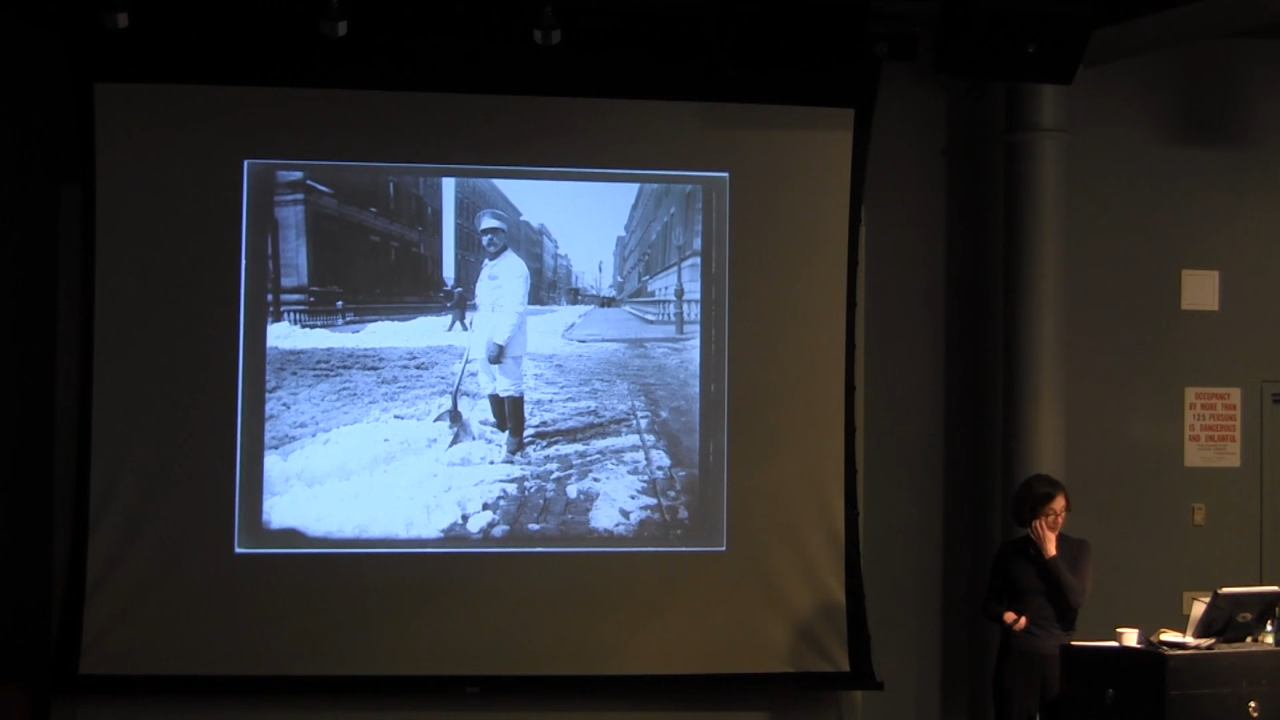 OCCUPANCY
BY MORE THAN
125 PERSONS
IS DANGEROUS
AND UNLAWFUL